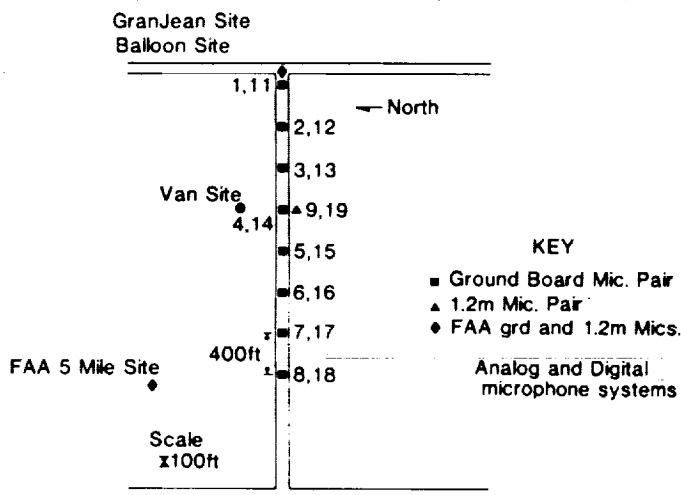 GranJean Site
Balloon Site
1,11
North
2,12
3,13
Van Site
9,19
4,14
5,15
KEY
6,16
Ground Board Mic. Pair
1.2m Mic. Pair
7,17
FAA grd and 1.2m Mics.
400ft
FAA 5 Mile Site
8,18
Analog and Digital
microphone systems
Scale
100ft